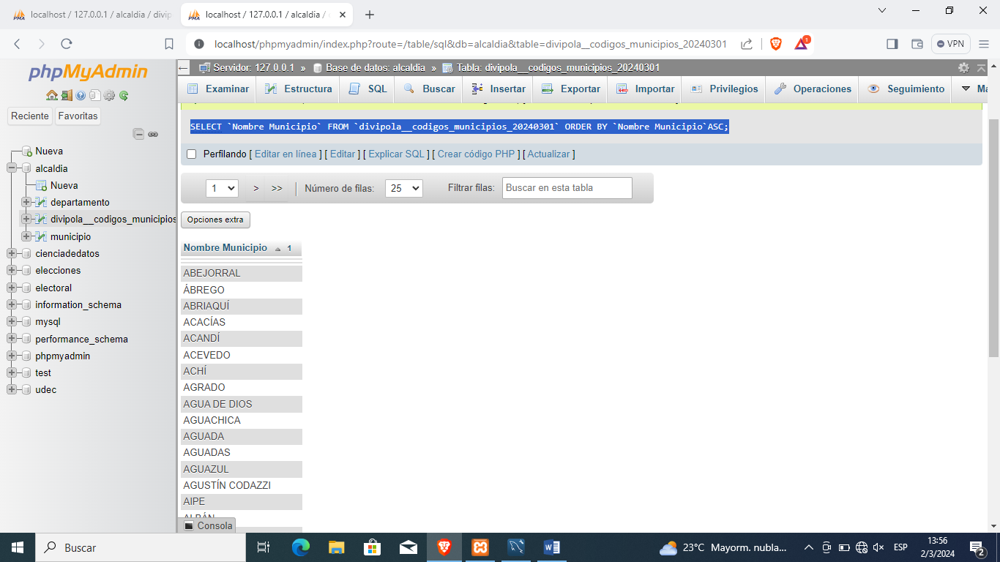 localhost / 127.0.0.1 / alcaldia / divip
localhost / 127.0.0.1 / alcaldia /
localhost/phpmyadmin/index.php?route=/table/sql&db=alcaldia&table=divipola__codigos_municipios_20240301
1
VPN
phpMyAdmin
Reciente
Favoritas
Nueva
alcaldia
Nueva
departamento
divipola__codigos_municipios
municipio
cienciadedatos
elecciones
electoral
information_schema
mysql
performance_schema
phpmyadmin
test
udec
Servidor: 127.0.0.1 » Base de datos: alcaldia » Tabla: divipola__codigos_municipios_20240301
Examinar Estructura SQL Buscar Insertar Exportar Importar Privilegios Operaciones Seguimiento Má
SELECT `Nombre Municipio` FROM `divipola__codigos_municipios_20240301` ORDER BY `Nombre Municipio`ASC;
Perfilando [ Editar en línea ] [ Editar ] [ Explicar SQL ] [ Crear código PHP ] [ Actualizar ]
1 > >> | Número de filas: 25 Filtrar filas: Buscar en esta tabla
Opciones extra
Nombre Municipio 1
ABEJORRAL
ÁBREGO
ABRIAQUÍ
ACACÍAS
ACANDÍ
ACEVEDO
ACHÍ
AGRADO
AGUA DE DIOS
AGUACHICA
AGUADA
AGUADAS
AGUAZUL
AGUSTÍN CODAZZI
AIPE
ALBÁN
Consola
Buscar
23°C Mayorm. nubla...
ESP
13:56
2/3/2024
2